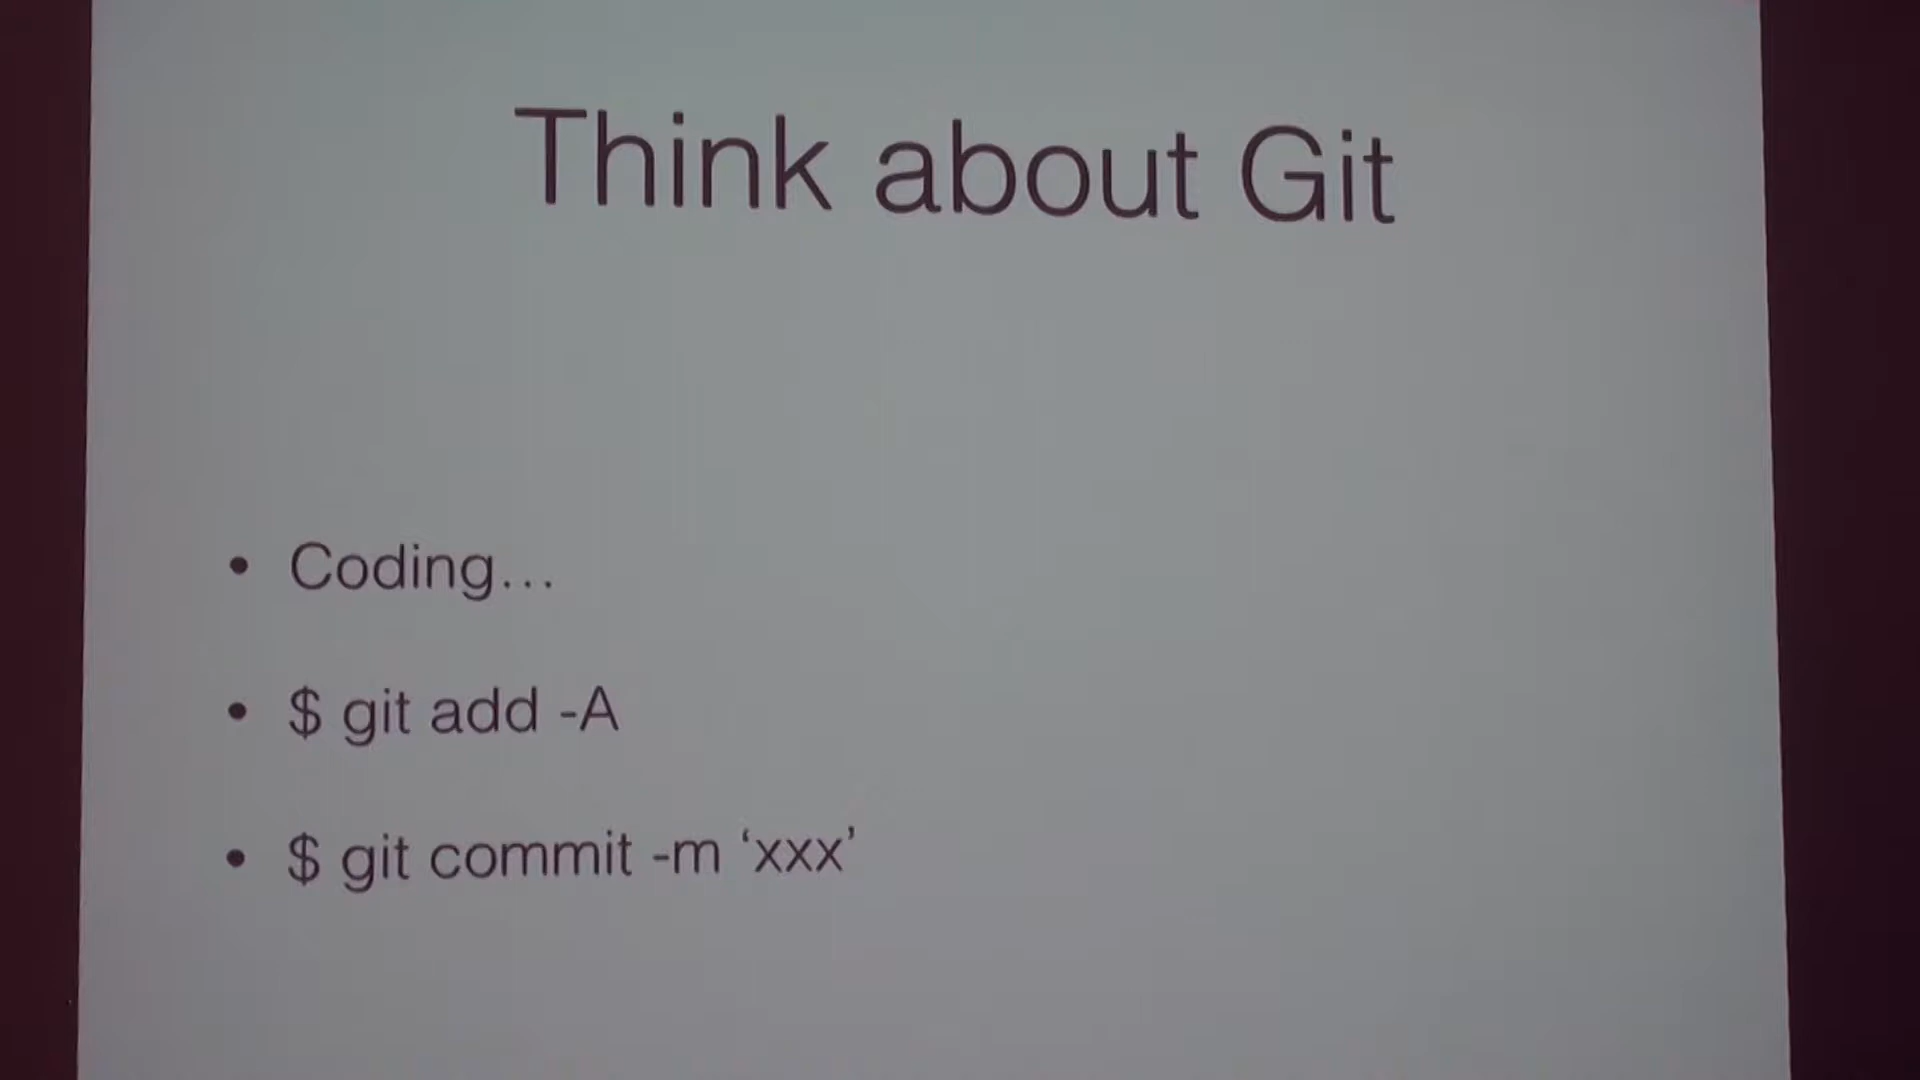 Think about Git
• Coding…
• $ git add -A
• $ git commit -m ‘xxx’